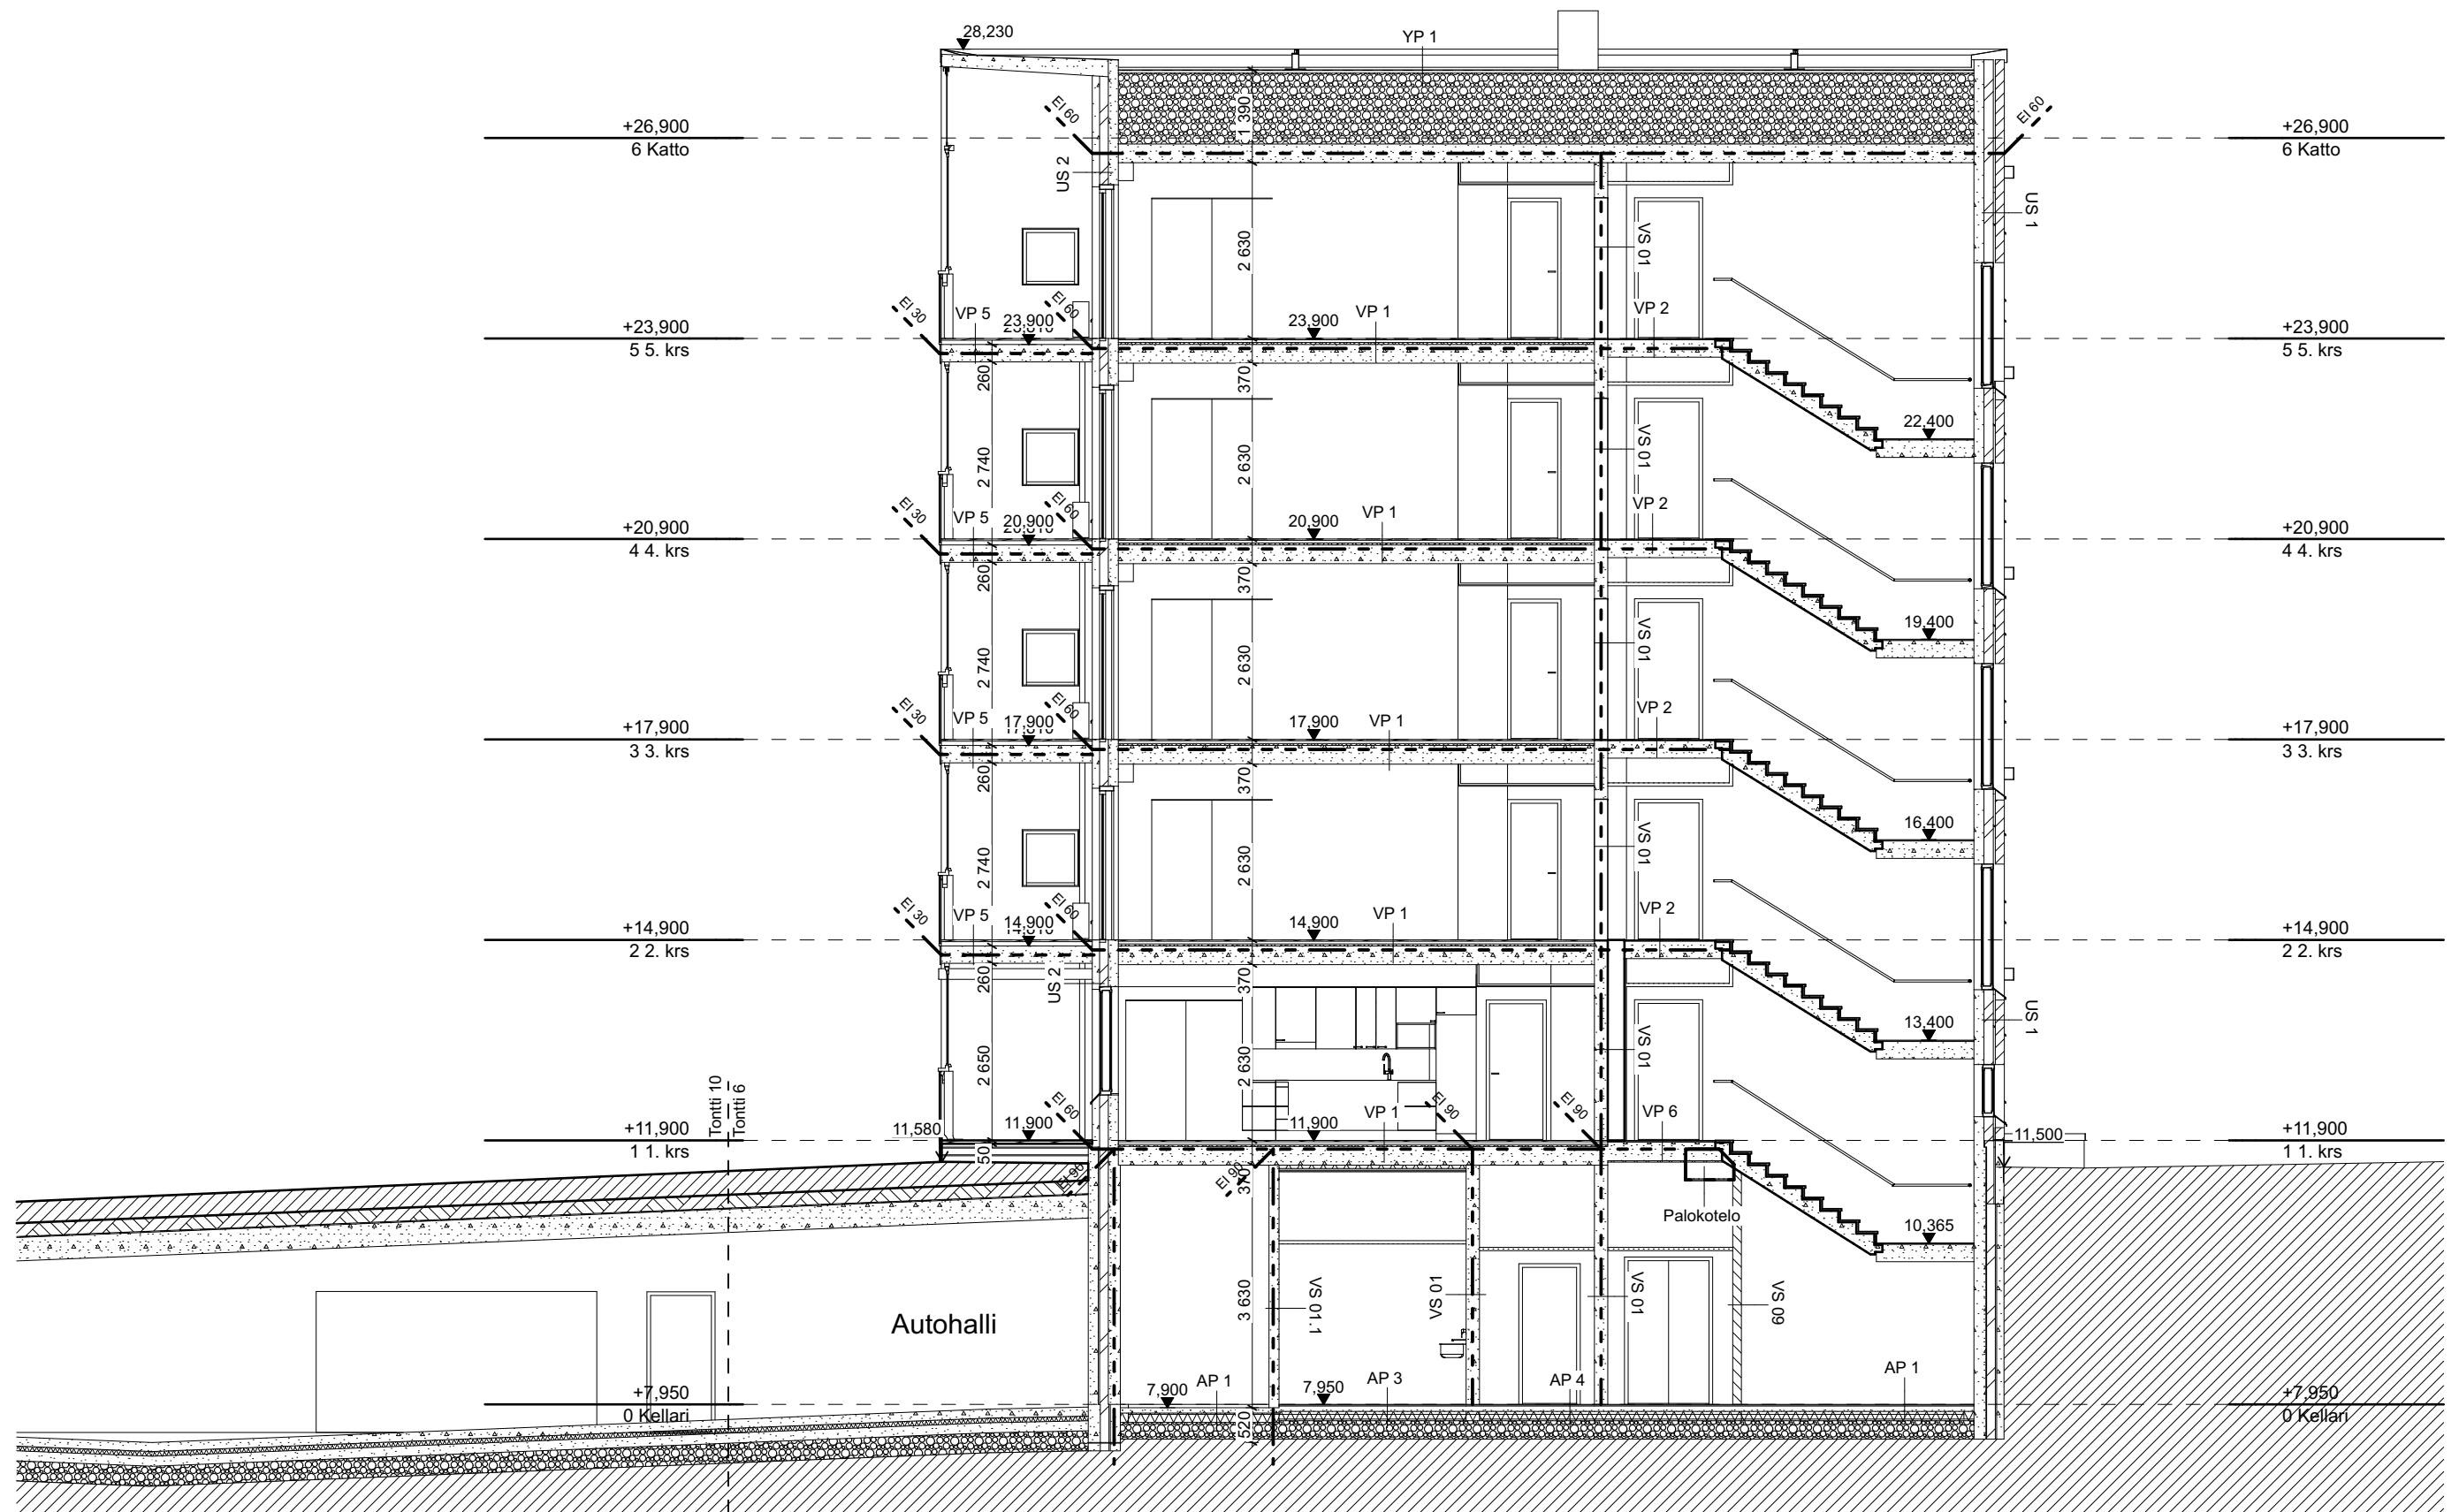 28,230
YP 1
EI 60
1 390
EI 60
+26,900
6 Katto
+26,900
6 Katto
US 2
US 1
2 630
VS 01
EI 30
VP 5
EI 60
23,900
23,900
VP 1
VP 2
+23,900
5 5. krs
+23,900
5 5. krs
260
370
22,400
2 740
2 630
VS 01
EI 30
VP 5
EI 60
20,900
20,900
VP 1
VP 2
+20,900
4 4. krs
+20,900
4 4. krs
260
370
19,400
2 740
2 630
VS 01
EI 30
VP 5
EI 60
17,900
17,900
VP 1
VP 2
+17,900
3 3. krs
+17,900
3 3. krs
260
370
16,400
2 740
2 630
VS 01
EI 30
VP 5
EI 60
14,900
14,900
VP 1
VP 2
+14,900
2 2. krs
+14,900
2 2. krs
260
US 2
370
13,400
US 1
2 650
2 630
VS 01
Tontti 10
Tontti 6
EI 60
VP 1
EI 90
EI 90
VP 6
+11,900
1 1. krs
11,580
11,900
11,900
11,500
+11,900
1 1. krs
50
EI 90
EI 90
370
Palokotelo
10,365
Autohalli
3 630
VS 01.1
VS 01
VS 01
VS 09
+7,950
0 Kellari
7,900
AP 1
7,950
AP 3
AP 4
AP 1
+7,950
0 Kellari
520